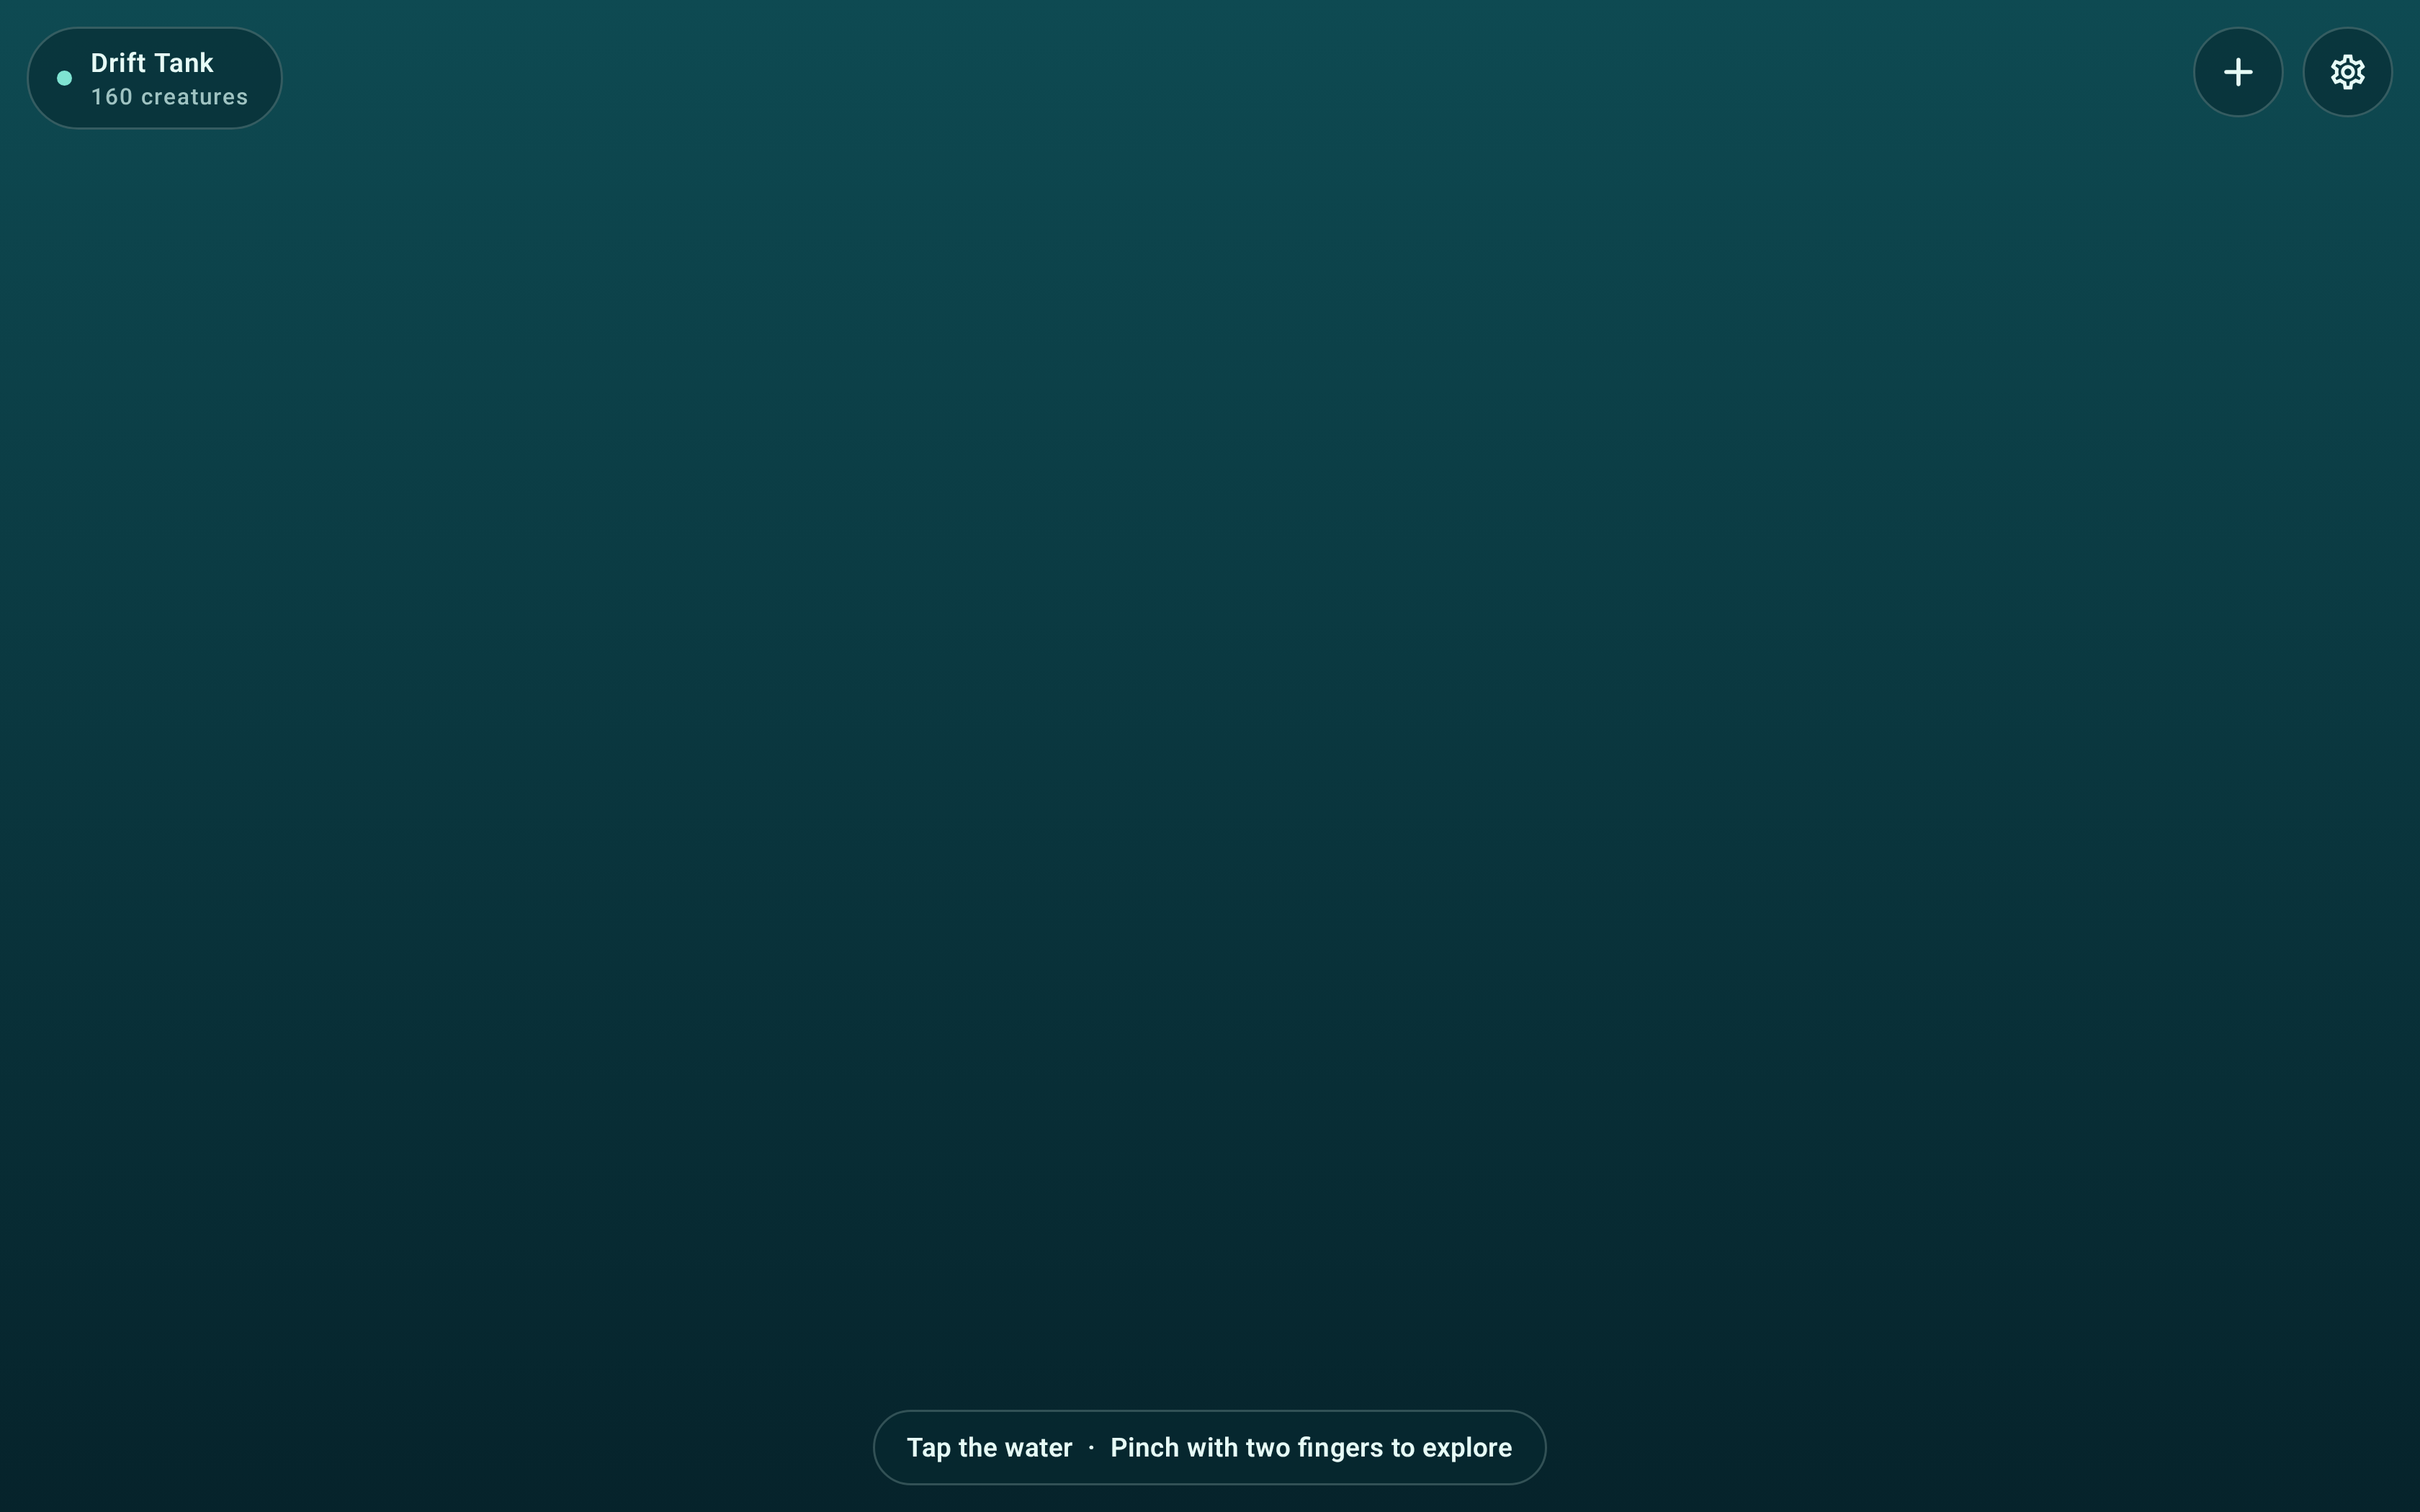 Drift Tank
160 creatures
Tap the water · Pinch with two fingers to explore